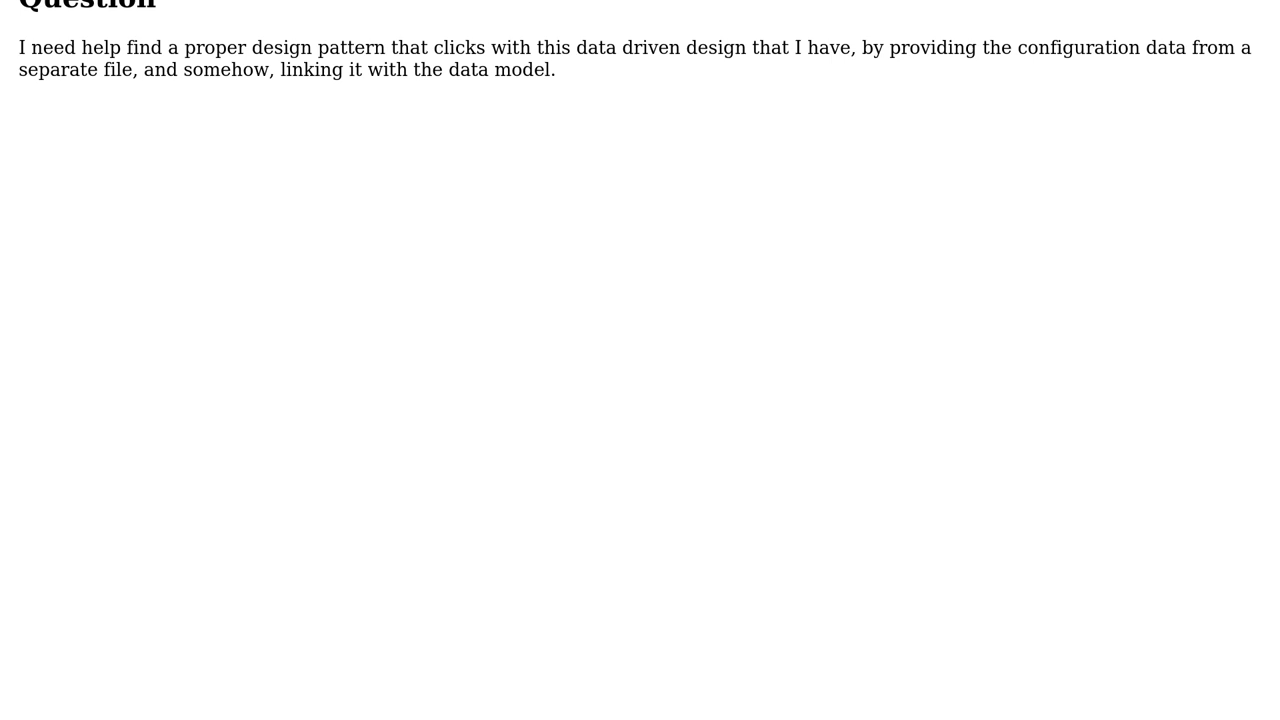 Question
I need help find a proper design pattern that clicks with this data driven design that I have, by providing the configuration data from a
separate file, and somehow, linking it with the data model.